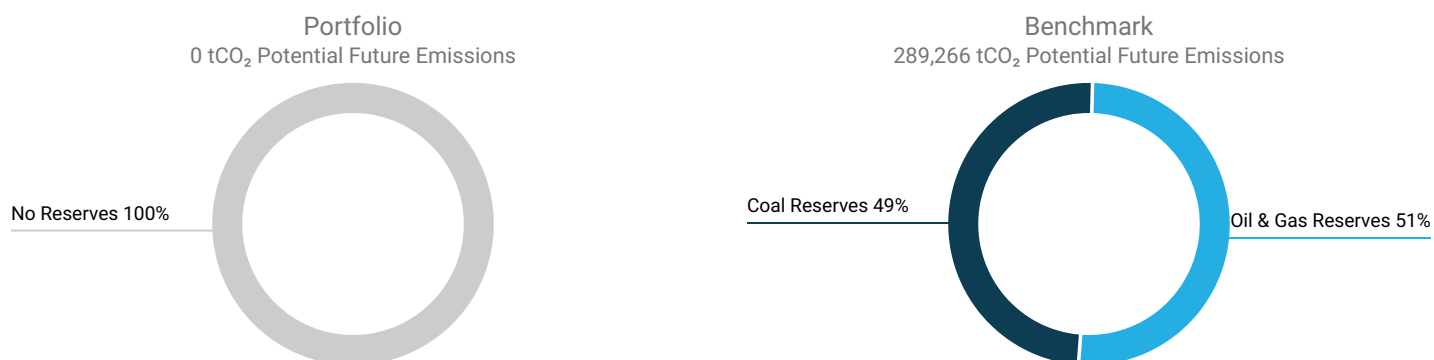 Portfolio
0 tCO₂ Potential Future Emissions
No Reserves 100%
Benchmark
289,266 tCO₂ Potential Future Emissions
Coal Reserves 49%
Oil & Gas Reserves 51%